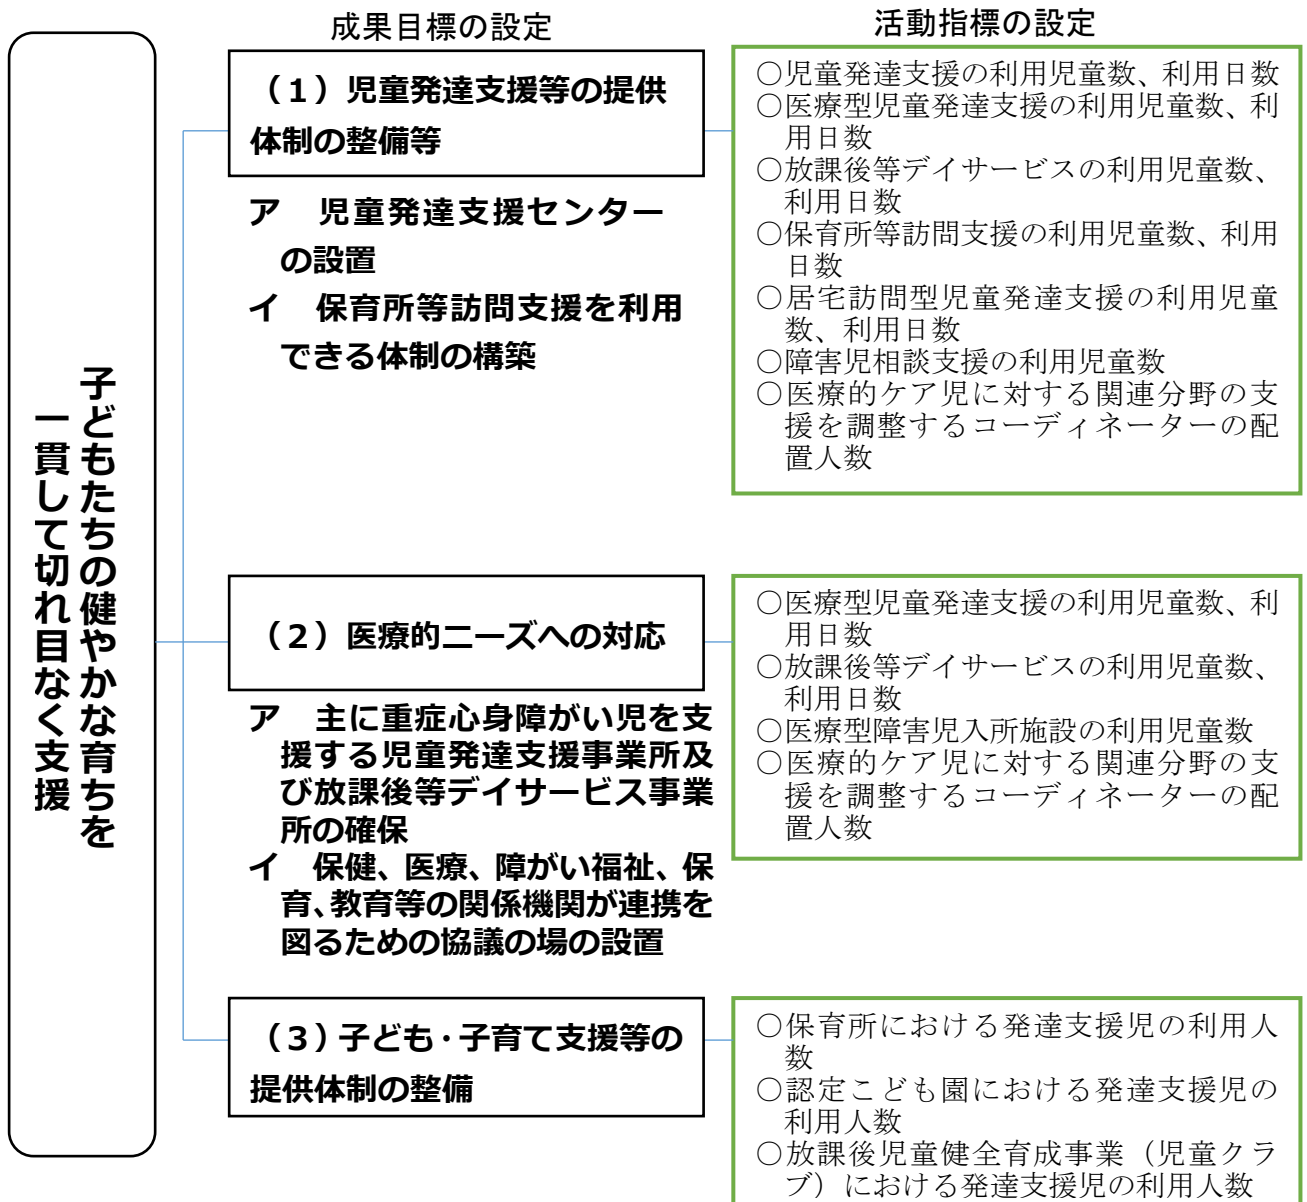 成果目標の設定
活動指標の設定
子どもたちの健やかな育ちを
一貫して切れ目なく支援
（１）児童発達支援等の提供
体制の整備等
ア　児童発達支援センター
の設置
イ　保育所等訪問支援を利用
できる体制の構築
○児童発達支援の利用児童数、利用日数
○医療型児童発達支援の利用児童数、利
用日数
○放課後等デイサービスの利用児童数、
利用日数
○保育所等訪問支援の利用児童数、利用
日数
○居宅訪問型児童発達支援の利用児童
数、利用日数
○障害児相談支援の利用児童数
○医療的ケア児に対する関連分野の支
援を調整するコーディネーターの配
置人数
（２）医療的ニーズへの対応
ア　主に重症心身障がい児を支
援する児童発達支援事業所及
び放課後等デイサービス事業
所の確保
イ　保健、医療、障がい福祉、保
育、教育等の関係機関が連携を
図るための協議の場の設置
○医療型児童発達支援の利用児童数、利
用日数
○放課後等デイサービスの利用児童数、
利用日数
○医療型障害児入所施設の利用児童数
○医療的ケア児に対する関連分野の支
援を調整するコーディネーターの配
置人数
（３）子ども・子育て支援等の
提供体制の整備
○保育所における発達支援児の利用人
数
○認定こども園における発達支援児の
利用人数
○放課後児童健全育成事業（児童クラ
ブ）における発達支援児の利用人数